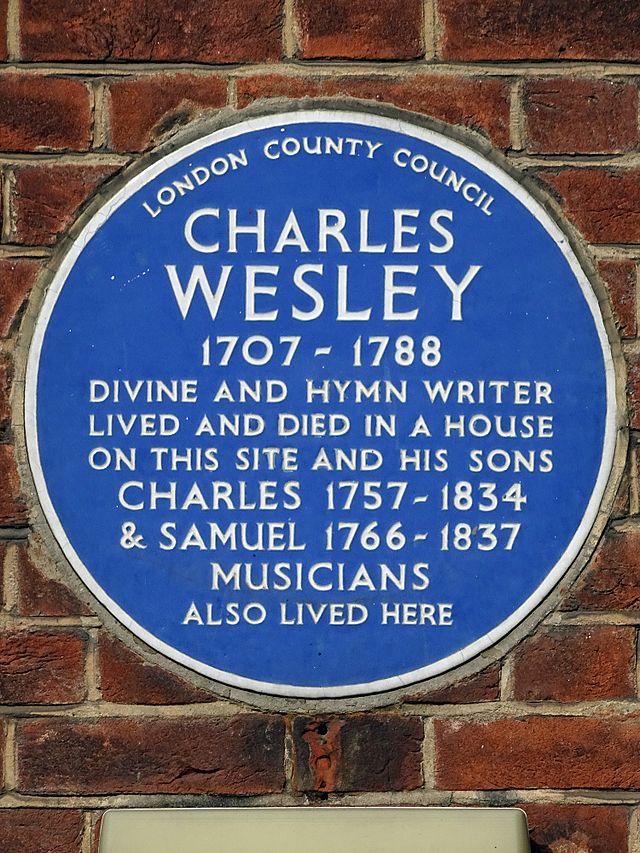 LONDON COUNTY COUNCIL
CHARLES
WESLEY
1707 - 1788
DIVINE AND HYMN WRITER
LIVED AND DIED IN A HOUSE
ON THIS SITE AND HIS SONS
CHARLES 1757 - 1834
& SAMUEL 1766 - 1837
MUSICIANS
ALSO LIVED HERE